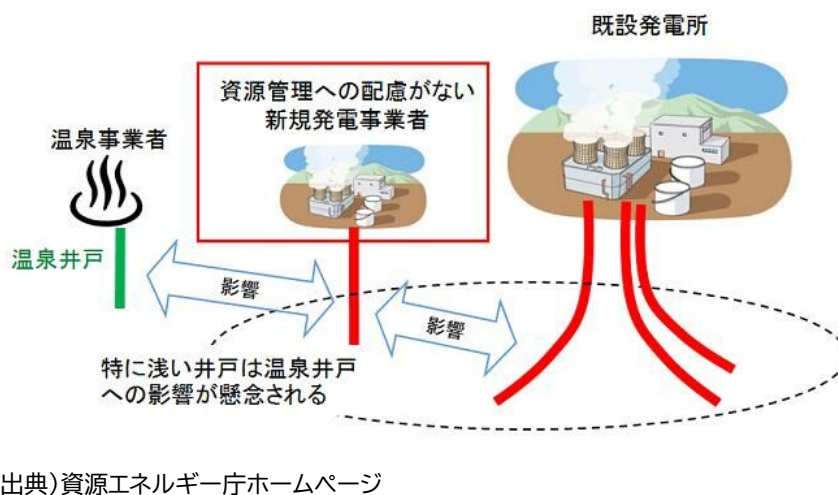 既設発電所
資源管理への配慮がない
新規発電事業者
温泉事業者
温泉井戸
影響
影響
特に浅い井戸は温泉井戸
への影響が懸念される
出典)資源エネルギー庁ホームページ